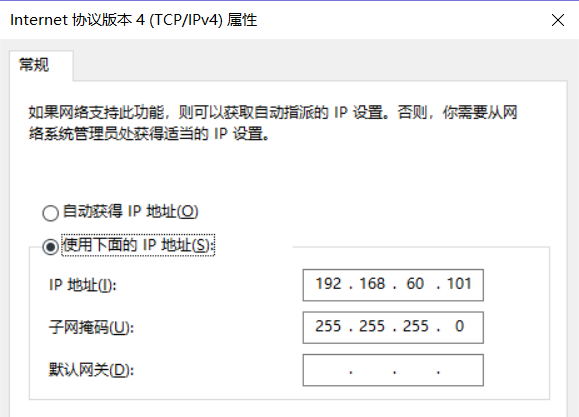 Internet 协议版本 4 (TCP/IPv4) 属性
常规
如果网络支持此功能，则可以获取自动指派的 IP 设置。否则，你需要从网
络系统管理员处获得适当的 IP 设置。
自动获得 IP 地址(O)
使用下面的 IP 地址(S):
IP 地址(I): 192 . 168 . 60 . 101
子网掩码(U): 255 . 255 . 255 . 0
默认网关(D): . . .